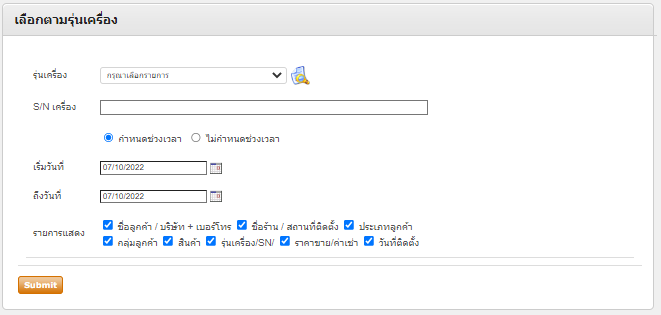 เลือกตามรุ่นเครื่อง
รุ่นเครื่อง กรุณาเลือกรายการ
S/N เครื่อง
กำหนดช่วงเวลา ไม่กำหนดช่วงเวลา
เริ่มวันที่ 07/10/2022
ถึงวันที่ 07/10/2022
รายการแสดง ชื่อลูกค้า / บริษัท + เบอร์โทร ชื่อร้าน / สถานที่ติดตั้ง ประเภทลูกค้า
กลุ่มลูกค้า สินค้า รุ่นเครื่อง/SN/ ราคาขาย/ค่าเช่า วันที่ติดตั้ง
Submit